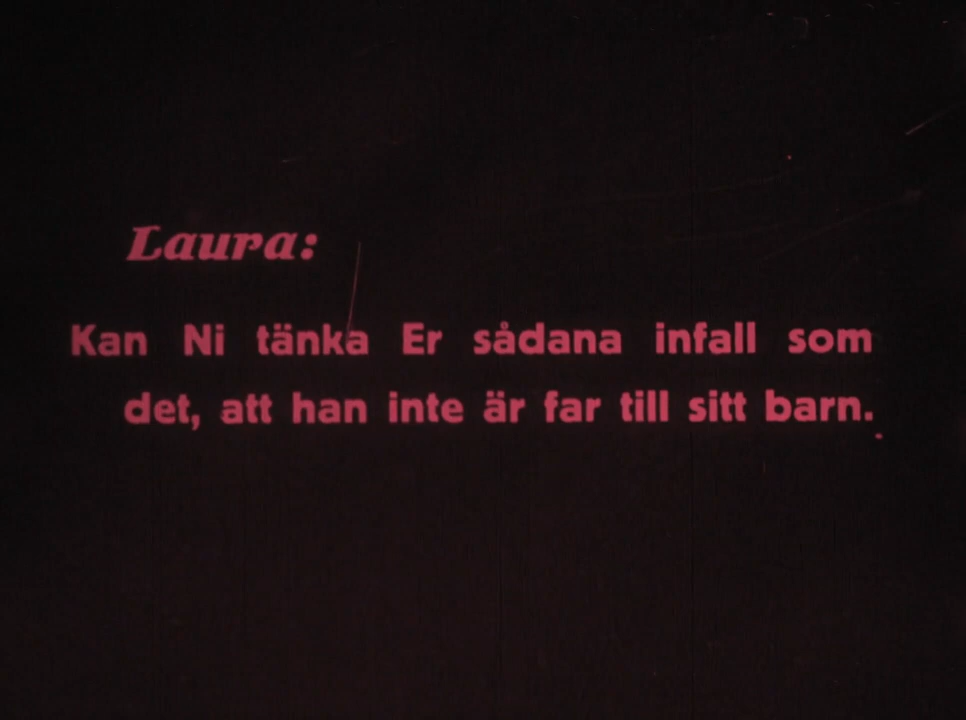 Laura:
Kan Ni tänka Er sådana infall som
det, att han inte är far till sitt barn.